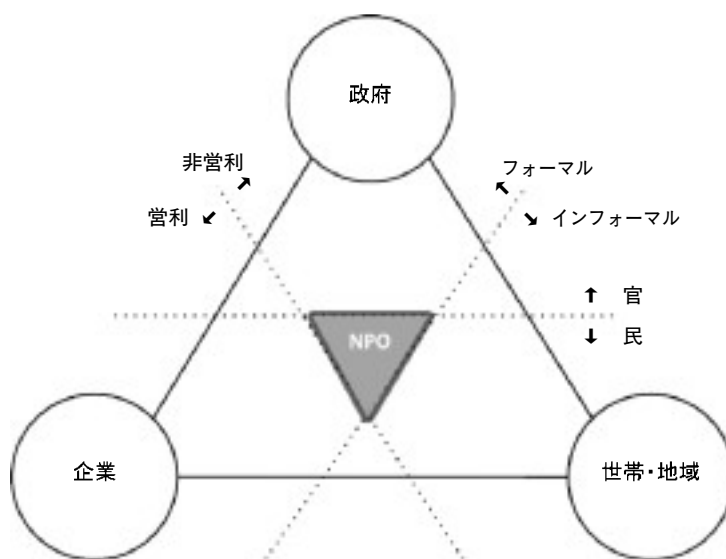 政府
非営利
フォーマル
営利
インフォーマル
官
民
NPO
企業
世帯・地域